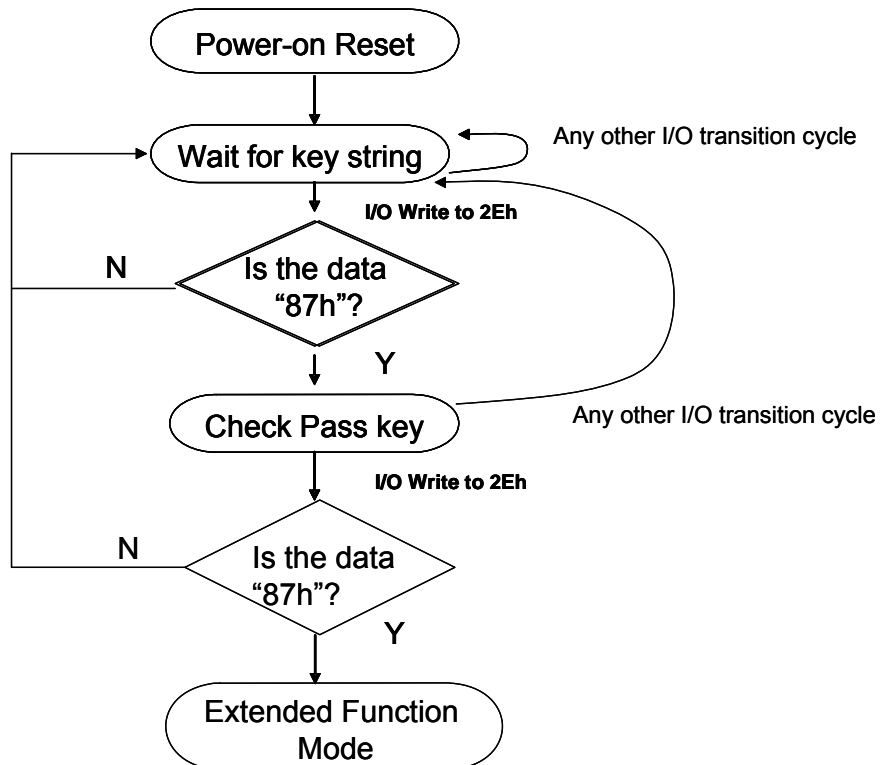 Power-on Reset
Wait for key string
Any other I/O transition cycle
I/O Write to 2Eh
Is the data
“87h”?
N
Y
Check Pass key
Any other I/O transition cycle
I/O Write to 2Eh
Is the data
“87h”?
N
Y
Extended Function
Mode